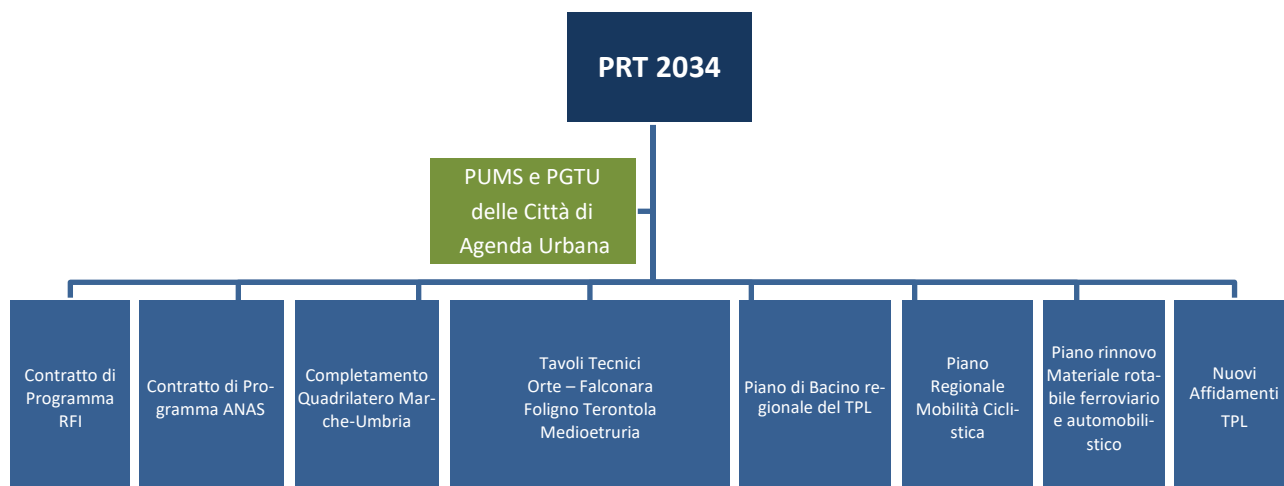 PRT 2034
PUMS e PGTU
delle Città di
Agenda Urbana
Contratto di
Programma
RFI
Contratto di Pro-
gramma ANAS
Completamento
Quadrilatero Mar-
che-Umbria
Tavoli Tecnici
Orte – Falconara
Foligno Terontola
Medioetruria
Piano di Bacino re-
gionale del TPL
Piano
Regionale
Mobilità Cicli-
stica
Piano rinnovo
Materiale rota-
bile ferroviario
e automobili-
stico
Nuovi
Affidamenti
TPL